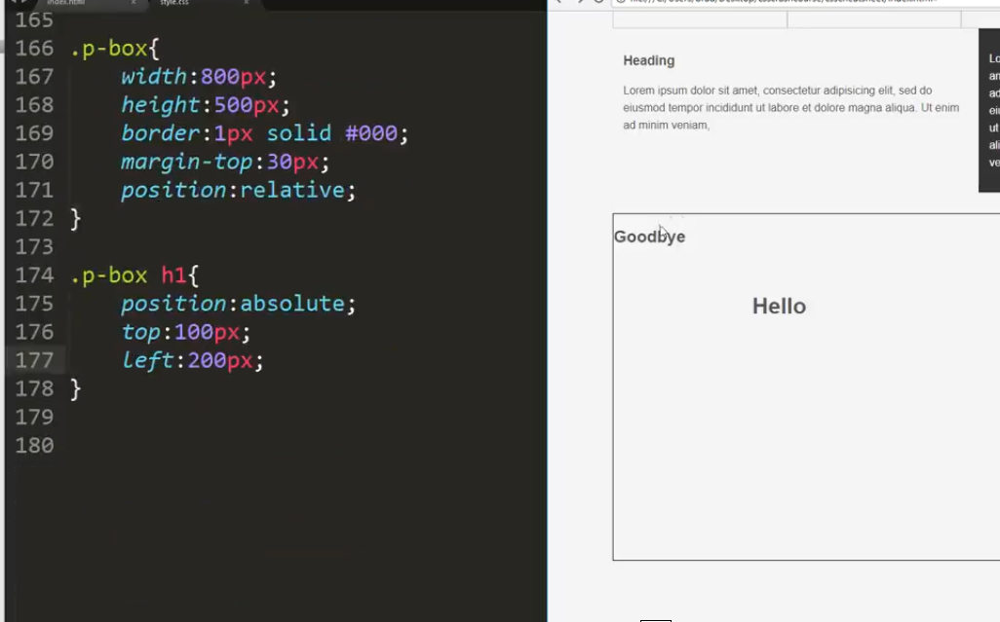 index.html
style.css
165
166 .p-box{
167 width:800px;
168 height:500px;
169 border:1px solid #000;
170 margin-top:30px;
171 position:relative;
172 }
173
174 .p-box h1{
175 position:absolute;
176 top:100px;
177 left:200px;
178 }
179
180
Heading
Lorem ipsum dolor sit amet, consectetur adipisicing elit, sed do
eiusmod tempor incididunt ut labore et dolore magna aliqua. Ut enim
ad minim veniam,
Lo
an
ad
eiu
ut
ali
ve
Goodbye
Hello